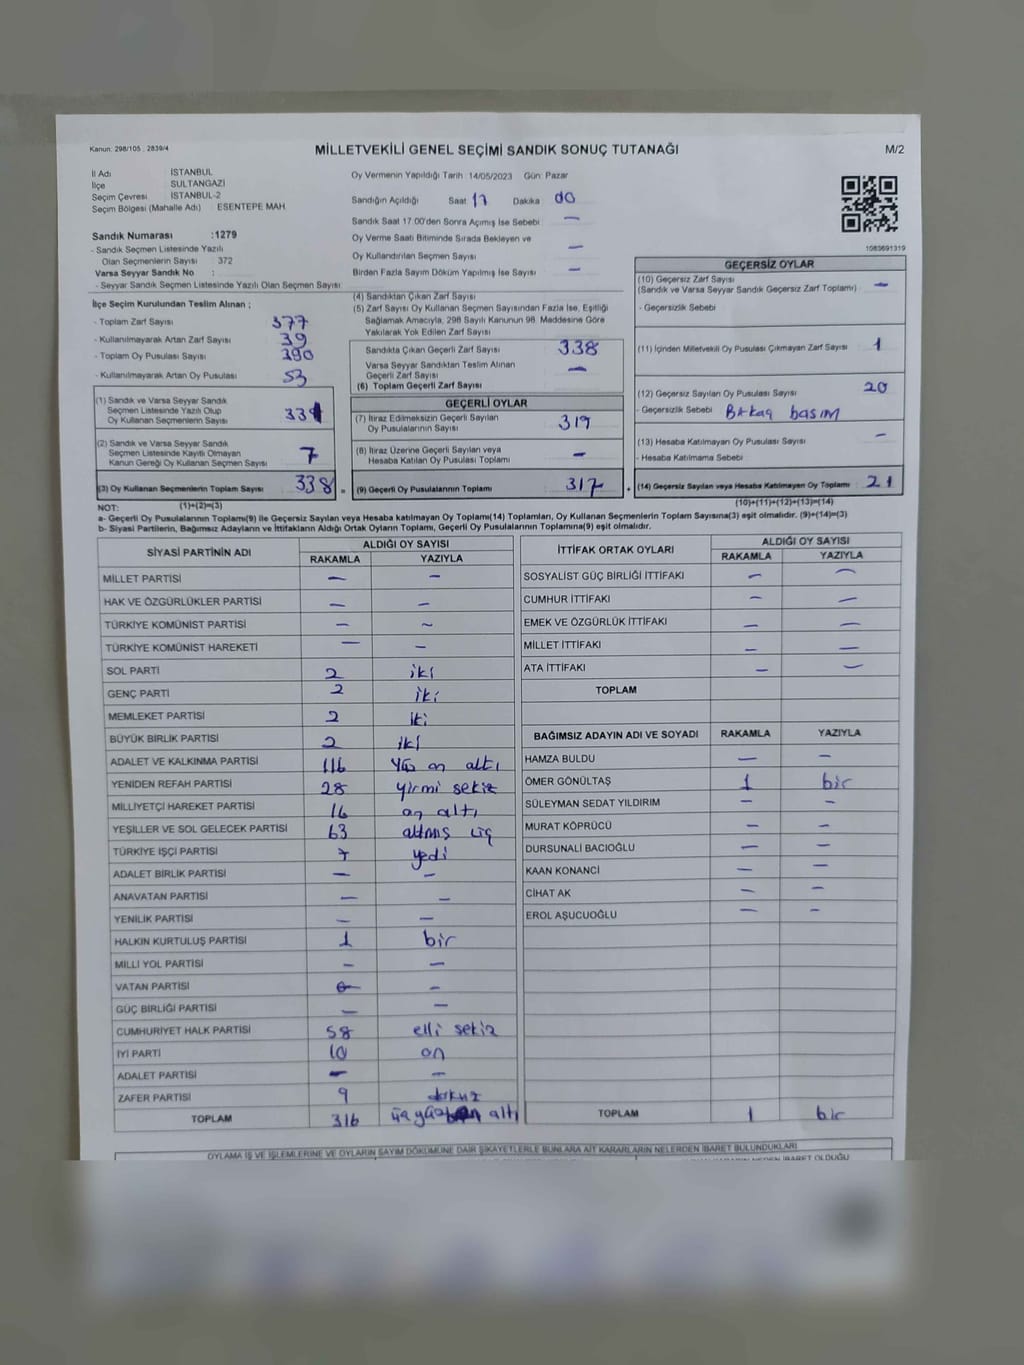 Kanun: 298/105 , 2839/4
MİLLETVEKİLİ GENEL SEÇİMİ SANDIK SONUÇ TUTANAĞI
M/2
İl Adı İSTANBUL
İlçe SULTANGAZİ
Seçim Çevresi İSTANBUL-2
Seçim Bölgesi (Mahalle Adı) ESENTEPE MAH.
Sandık Numarası :1279
- Sandık Seçmen Listesinde Yazılı
Olan Seçmenlerin Sayısı : 372
Varsa Seyyar Sandık No :
- Seyyar Sandık Seçmen Listesinde Yazılı Olan Seçmen Sayısı :
İlçe Seçim Kurulundan Teslim Alınan ;
- Toplam Zarf Sayısı 377
- Kullanılmayarak Artan Zarf Sayısı 39
- Toplam Oy Pusulası Sayısı 390
- Kullanılmayarak Artan Oy Pusulası 53
(1) Sandık ve Varsa Seyyar Sandık
Seçmen Listesinde Yazılı Olup
Oy Kullanan Seçmenlerin Sayısı 331
(2) Sandık ve Varsa Seyyar Sandık
Seçmen Listesinde Kayıtlı Olmayan
Kanun Gereği Oy Kullanan Seçmen Sayısı 7
(3) Oy Kullanan Seçmenlerin Toplam Sayısı 338
Oy Vermenin Yapıldığı Tarih :14/05/2023 Gün: Pazar
Sandığın Açıldığı Saat 17 Dakika 00
Sandık Saat 17:00'den Sonra Açımış İse Sebebi : —
Oy Verme Saati Bitiminde Sırada Bekleyen ve
Oy Kullandırılan Seçmen Sayısı —
Birden Fazla Sayım Döküm Yapılmış İse Sayısı —
(4) Sandıktan Çıkan Zarf Sayısı
(5) Zarf Sayısı Oy Kullanan Seçmen Sayısından Fazla İse, Eşitliği
Sağlamak Amacıyla, 298 Sayılı Kanunun 98. Maddesine Göre
Yakılarak Yok Edilen Zarf Sayısı
Sandıkta Çıkan Geçerli Zarf Sayısı 338
Varsa Seyyar Sandıktan Teslim Alınan
Geçerli Zarf Sayısı —
(6) Toplam Geçerli Zarf Sayısı
GEÇERLİ OYLAR
(7) İtiraz Edilmeksizin Geçerli Sayılan
Oy Pusulalarının Sayısı 317
(8) İtiraz Üzerine Geçerli Sayılan veya
Hesaba Katılan Oy Pusulası Toplamı —
(9) Geçerli Oy Pusulalarının Toplamı 317
1083691319
GEÇERSİZ OYLAR
(10) Geçersiz Zarf Sayısı
(Sandık ve Varsa Seyyar Sandık Geçersiz Zarf Toplamı) —
- Geçersizlik Sebebi
(11) İçinden Milletvekili Oy Pusulası Çıkmayan Zarf Sayısı 1
(12) Geçersiz Sayılan Oy Pusulası Sayısı 20
- Geçersizlik Sebebi Birkaç basım
(13) Hesaba Katılmayan Oy Pusulası Sayısı —
- Hesaba Katılmama Sebebi
(14) Geçersiz Sayılan veya Hesaba Katılmayan Oy Toplamı 21
NOT: (1)+(2)=(3) (10)+(11)+(12)+(13)=(14)
a- Geçerli Oy Pusulalarının Toplamı(9) ile Geçersiz Sayılan veya Hesaba katılmayan Oy Toplamı(14) Toplamları, Oy Kullanan Seçmenlerin Toplam Sayısına(3) eşit olmalıdır. (9)+(14)=(3)
b- Siyasi Partilerin, Bağımsız Adayların ve İttifakların Aldığı Ortak Oyların Toplamı, Geçerli Oy Pusulalarının Toplamına(9) eşit olmalıdır.
SİYASİ PARTİNİN ADI ALDIĞI OY SAYISI
RAKAMLA YAZIYLA
MİLLET PARTİSİ — —
HAK VE ÖZGÜRLÜKLER PARTİSİ — —
TÜRKİYE KOMÜNİST PARTİSİ — —
TÜRKİYE KOMÜNİST HAREKETİ — —
SOL PARTİ 2 iki
GENÇ PARTİ 2 iki
MEMLEKET PARTİSİ 2 iki
BÜYÜK BİRLİK PARTİSİ 2 iki
ADALET VE KALKINMA PARTİSİ 116 yüz on altı
YENİDEN REFAH PARTİSİ 28 yirmi sekiz
MİLLİYETÇİ HAREKET PARTİSİ 16 on altı
YEŞİLLER VE SOL GELECEK PARTİSİ 63 altmış üç
TÜRKİYE İŞÇİ PARTİSİ 7 yedi
ADALET BİRLİK PARTİSİ — —
ANAVATAN PARTİSİ — —
YENİLİK PARTİSİ — —
HALKIN KURTULUŞ PARTİSİ 1 bir
MİLLİ YOL PARTİSİ — —
VATAN PARTİSİ — —
GÜÇ BİRLİĞİ PARTİSİ — —
CUMHURİYET HALK PARTİSİ 58 elli sekiz
İYİ PARTİ 10 on
ADALET PARTİSİ — —
ZAFER PARTİSİ 9 dokuz
TOPLAM 316 üç yüz on altı
İTTİFAK ORTAK OYLARI ALDIĞI OY SAYISI
RAKAMLA YAZIYLA
SOSYALİST GÜÇ BİRLİĞİ İTTİFAKI — —
CUMHUR İTTİFAKI — —
EMEK VE ÖZGÜRLÜK İTTİFAKI — —
MİLLET İTTİFAKI — —
ATA İTTİFAKI — —
TOPLAM
BAĞIMSIZ ADAYIN ADI VE SOYADI RAKAMLA YAZIYLA
HAMZA BULDU — —
ÖMER GÖNÜLTAŞ 1 bir
SÜLEYMAN SEDAT YILDIRIM — —
MURAT KÖPRÜCÜ — —
DURSUNALİ BACIOĞLU — —
KAAN KONANCİ — —
CİHAT AK — —
EROL AŞUCUOĞLU — —
TOPLAM 1 bir
OYLAMA İŞ VE İŞLEMLERİNE VE OYLARIN SAYIM DÖKÜMÜNE DAİR ŞİKAYETLERLE BUNLARA AİT KARARLARIN NELERDEN İBARET BULUNDUKLARI